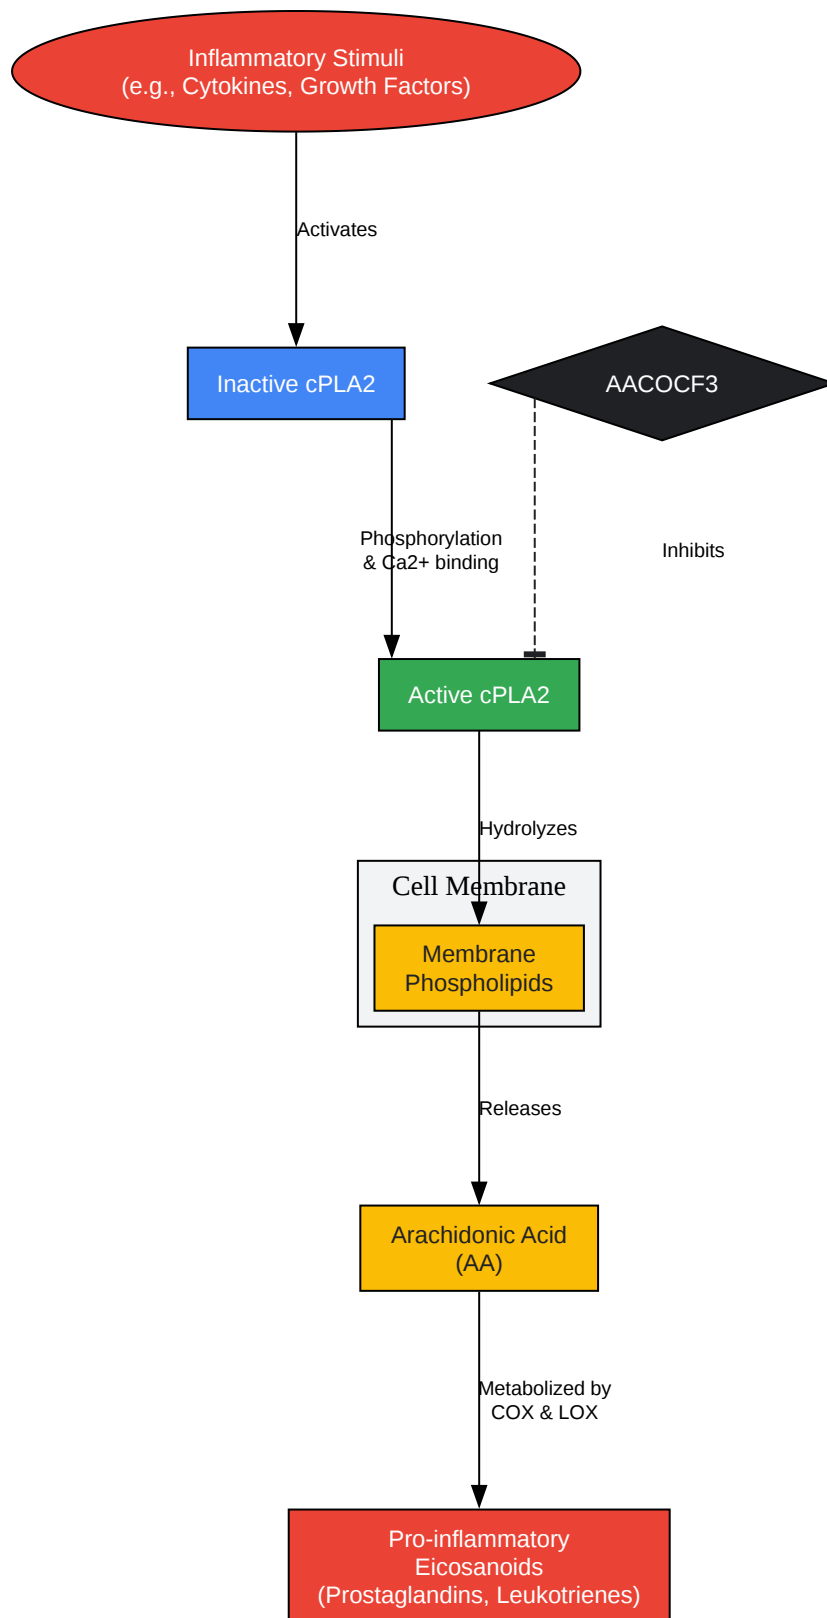 Inflammatory Stimuli
(e.g., Cytokines, Growth Factors)
Activates
Inactive cPLA2
AACOCF3
Phosphorylation
& Ca2+ binding
Inhibits
Active cPLA2
Hydrolyzes
Cell Membrane
Membrane
Phospholipids
Releases
Arachidonic Acid
(AA)
Metabolized by
COX & LOX
Pro-inflammatory
Eicosanoids
(Prostaglandins, Leukotrienes)